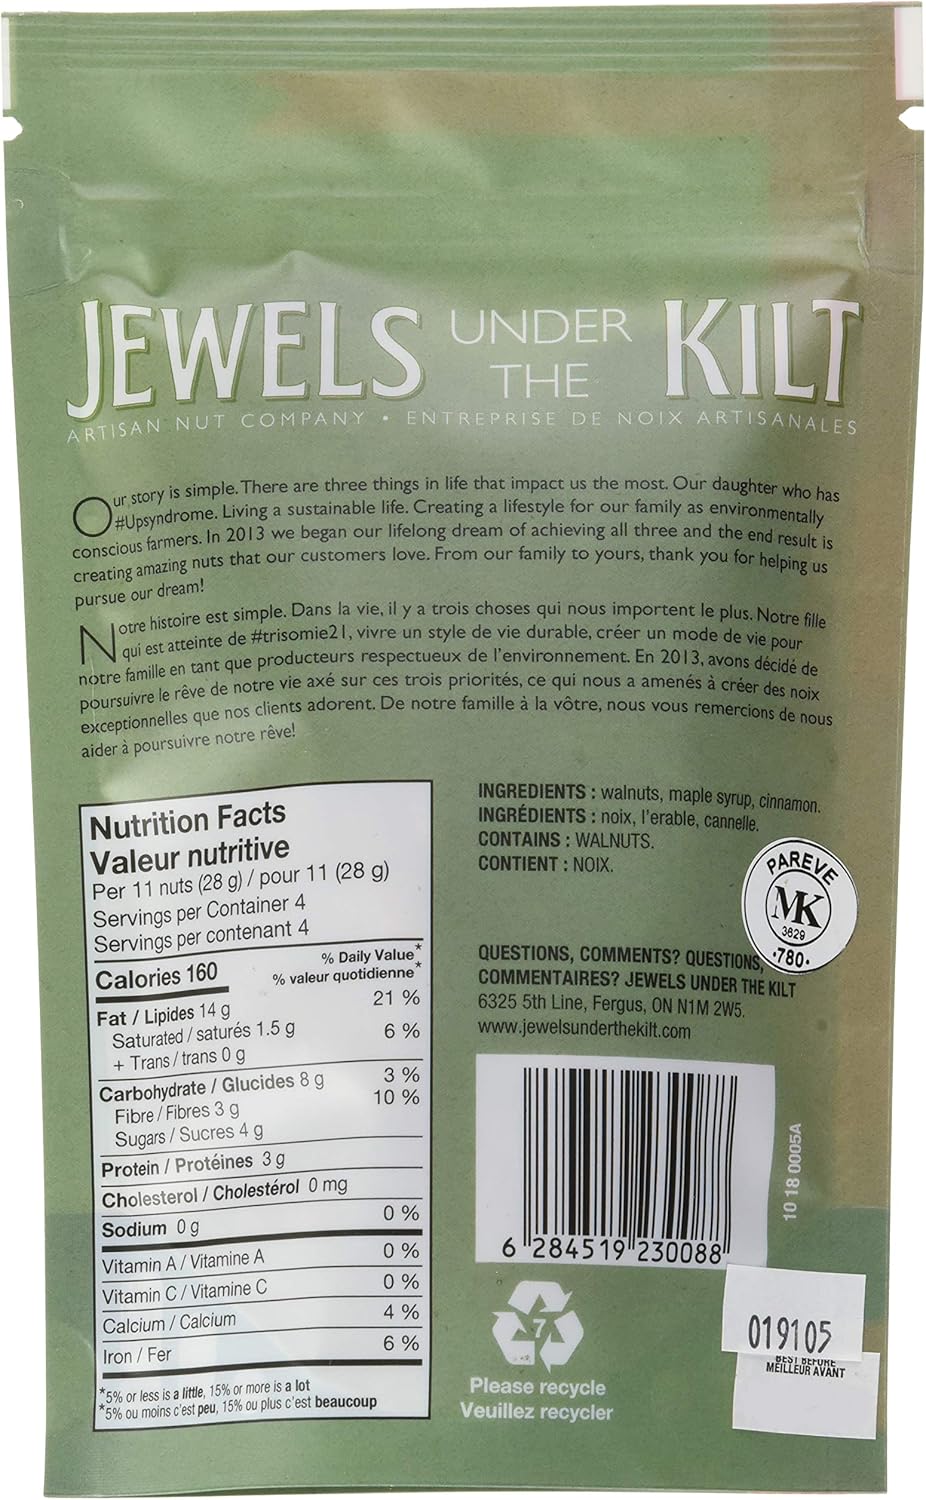 JEWELS UNDER THE KILT
ARTISAN NUT COMPANY • ENTREPRISE DE NOIX ARTISANALES
Our story is simple. There are three things in life that impact us the most. Our daughter who has
#Upsyndrome. Living a sustainable life. Creating a lifestyle for our family as environmentally
conscious farmers. In 2013 we began our lifelong dream of achieving all three and the end result is
creating amazing nuts that our customers love. From our family to yours, thank you for helping us
pursue our dream!
Notre histoire est simple. Dans la vie, il y a trois choses qui nous importent le plus. Notre fille
qui est atteinte de #trisomie21, vivre un style de vie durable, créer un mode de vie pour
notre famille en tant que producteurs respectueux de l'environnement. En 2013, avons décidé de
poursuivre le rêve de notre vie axé sur ces trois priorités, ce qui nous a amenés à créer des noix
exceptionnelles que nos clients adorent. De notre famille à la vôtre, nous vous remercions de nous
aider à poursuivre notre rêve!
Nutrition Facts
Valeur nutritive
Per 11 nuts (28 g) / pour 11 (28 g)
Servings per Container 4
Servings per contenant 4
Calories 160
% Daily Value*
% valeur quotidienne*
Fat / Lipides 14 g 21 %
Saturated / saturés 1.5 g 6 %
+ Trans / trans 0 g
Carbohydrate / Glucides 8 g 3 %
Fibre / Fibres 3 g 10 %
Sugars / Sucres 4 g
Protein / Protéines 3 g
Cholesterol / Cholestérol 0 mg
Sodium 0 g 0 %
Vitamin A / Vitamine A 0 %
Vitamin C / Vitamine C 0 %
Calcium / Calcium 4 %
Iron / Fer 6 %
*5% or less is a little, 15% or more is a lot
*5% ou moins c'est peu, 15% ou plus c'est beaucoup
INGREDIENTS : walnuts, maple syrup, cinnamon.
INGRÉDIENTS : noix, l'erable, cannelle.
CONTAINS : WALNUTS.
CONTIENT : NOIX.
PAREVE
MK
3629
•780•
QUESTIONS, COMMENTS? QUESTIONS,
COMMENTAIRES? JEWELS UNDER THE KILT
6325 5th Line, Fergus, ON N1M 2W5.
www.jewelsunderthekilt.com
6 284519 230088
10 18 0005A
7
Please recycle
Veuillez recycler
019105
BEST BEFORE
MEILLEUR AVANT